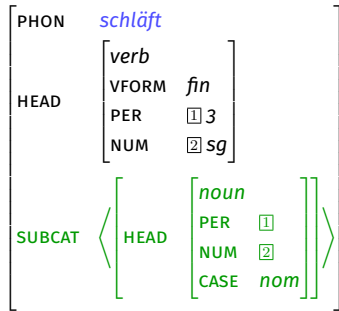 PHON schläft
verb
VFORM fin
HEAD PER 1 3
NUM 2 sg
noun
PER 1
SUBCAT ⟨ HEAD NUM 2 ⟩
CASE nom